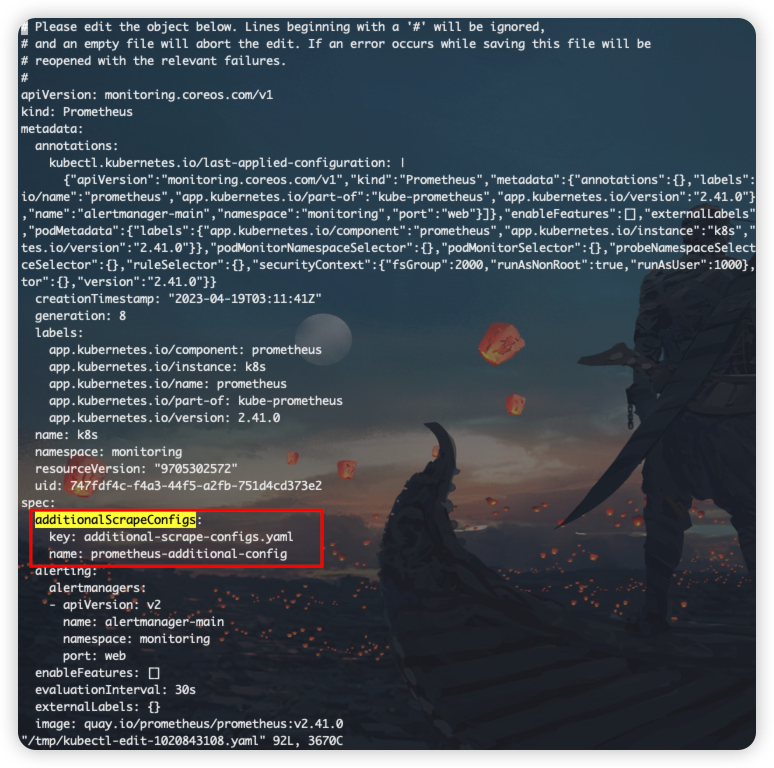 # Please edit the object below. Lines beginning with a '#' will be ignored,
# and an empty file will abort the edit. If an error occurs while saving this file will be
# reopened with the relevant failures.
#
apiVersion: monitoring.coreos.com/v1
kind: Prometheus
metadata:
  annotations:
    kubectl.kubernetes.io/last-applied-configuration: |
      {"apiVersion":"monitoring.coreos.com/v1","kind":"Prometheus","metadata":{"annotations":{},"labels":
io/name":"prometheus","app.kubernetes.io/part-of":"kube-prometheus","app.kubernetes.io/version":"2.41.0"}
,"name":"alertmanager-main","namespace":"monitoring","port":"web"}]},"enableFeatures":[],"externalLabels"
,"podMetadata":{"labels":{"app.kubernetes.io/component":"prometheus","app.kubernetes.io/instance":"k8s","
tes.io/version":"2.41.0"}},"podMonitorNamespaceSelector":{},"podMonitorSelector":{},"probeNamespaceSelect
ceSelector":{},"ruleSelector":{},"securityContext":{"fsGroup":2000,"runAsNonRoot":true,"runAsUser":1000},
tor":{},"version":"2.41.0"}}
  creationTimestamp: "2023-04-19T03:11:41Z"
  generation: 8
  labels:
    app.kubernetes.io/component: prometheus
    app.kubernetes.io/instance: k8s
    app.kubernetes.io/name: prometheus
    app.kubernetes.io/part-of: kube-prometheus
    app.kubernetes.io/version: 2.41.0
  name: k8s
  namespace: monitoring
  resourceVersion: "9705302572"
  uid: 747fdf4c-f4a3-44f5-a2fb-751d4cd373e2
spec:
  additionalScrapeConfigs:
    key: additional-scrape-configs.yaml
    name: prometheus-additional-config
  alerting:
    alertmanagers:
    - apiVersion: v2
      name: alertmanager-main
      namespace: monitoring
      port: web
  enableFeatures: []
  evaluationInterval: 30s
  externalLabels: {}
  image: quay.io/prometheus/prometheus:v2.41.0
"/tmp/kubectl-edit-1020843108.yaml" 92L, 3670C